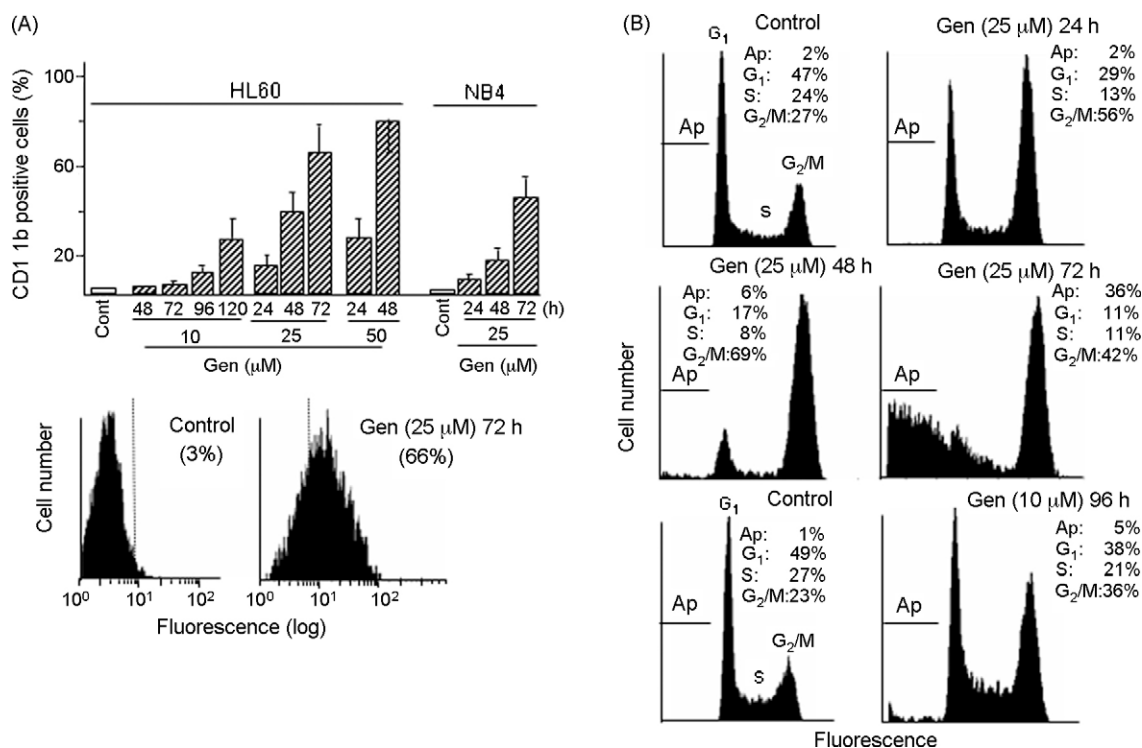 (A)
100
60
20
CD1 1b positive cells (%)
HL60
NB4
Cont
48 72 96 120
24 48 72
24 48
(h)
10
25
50
Gen (μM)
Cont
24 48 72
25
Gen (μM)
Cell number
Control
(3%)
10⁰ 10¹ 10²
Gen (25 μM) 72 h
(66%)
10⁰ 10¹ 10²
Fluorescence (log)
(B)
Control
G₁
Ap: 2%
G₁: 47%
S: 24%
G₂/M:27%
Ap
G₂/M
S
Gen (25 μM) 24 h
Ap: 2%
G₁: 29%
S: 13%
G₂/M:56%
Ap
Gen (25 μM) 48 h
Ap: 6%
G₁: 17%
S: 8%
G₂/M:69%
Ap
Gen (25 μM) 72 h
Ap: 36%
G₁: 11%
S: 11%
G₂/M:42%
Ap
Cell number
Control
G₁
Ap: 1%
G₁: 49%
S: 27%
G₂/M:23%
Ap
G₂/M
S
Gen (10 μM) 96 h
Ap: 5%
G₁: 38%
S: 21%
G₂/M:36%
Ap
Fluorescence